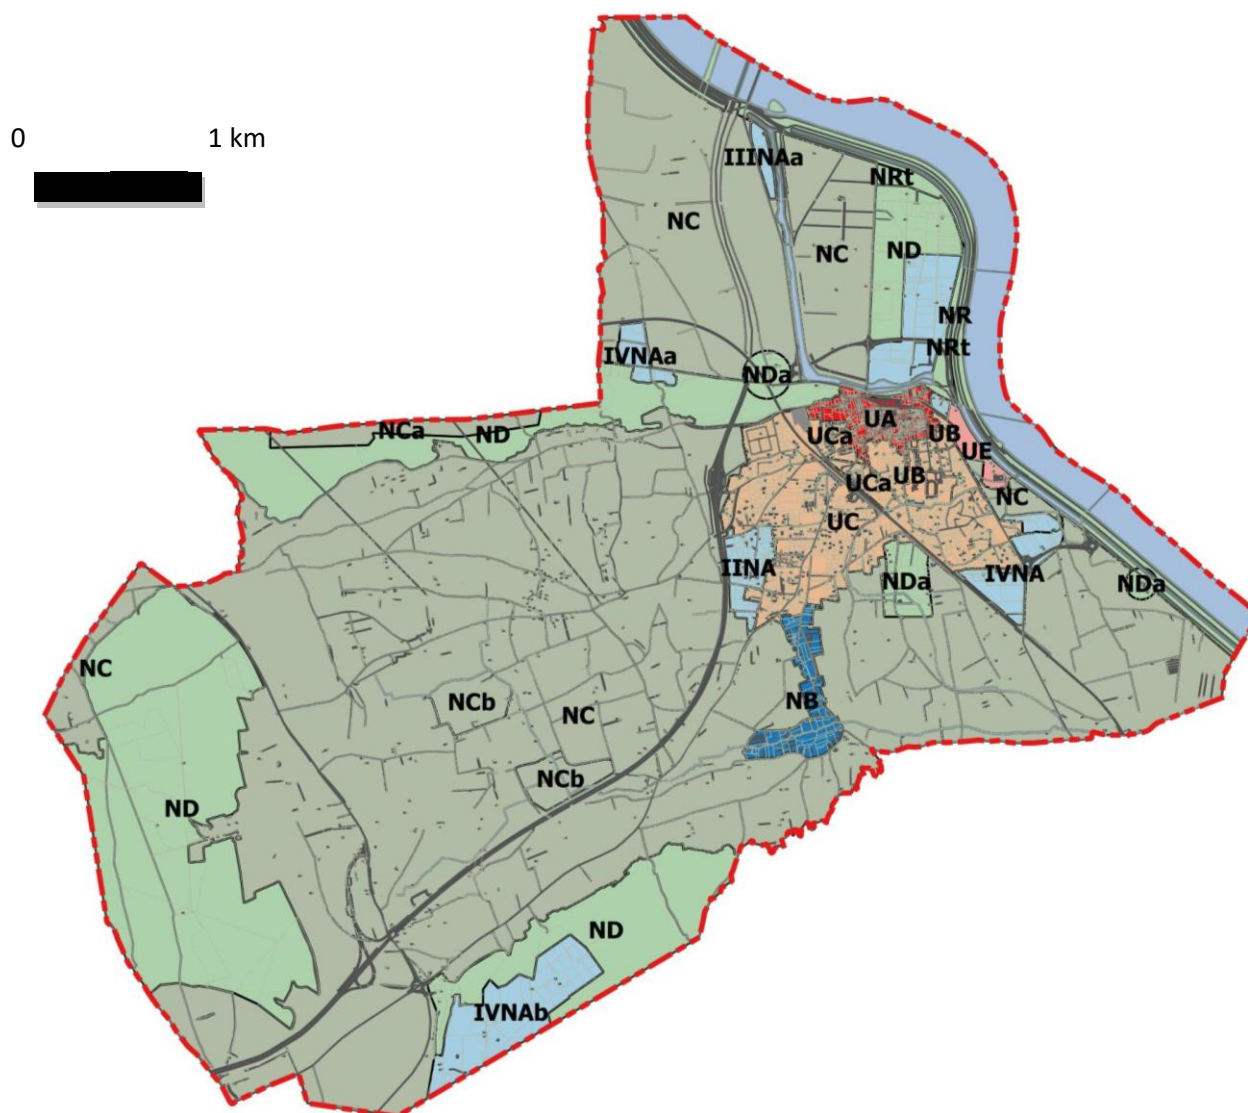 0 1 km
IIINAa
NRt
NC
NC
ND
NR
NRt
IVNAa
NDa
NCa
ND
UCa
UA
UB
UE
UCa
UB
NC
UC
IINA
NDa
IVNA
NDa
NC
NCb
NC
NB
NCb
ND
ND
IVNAb